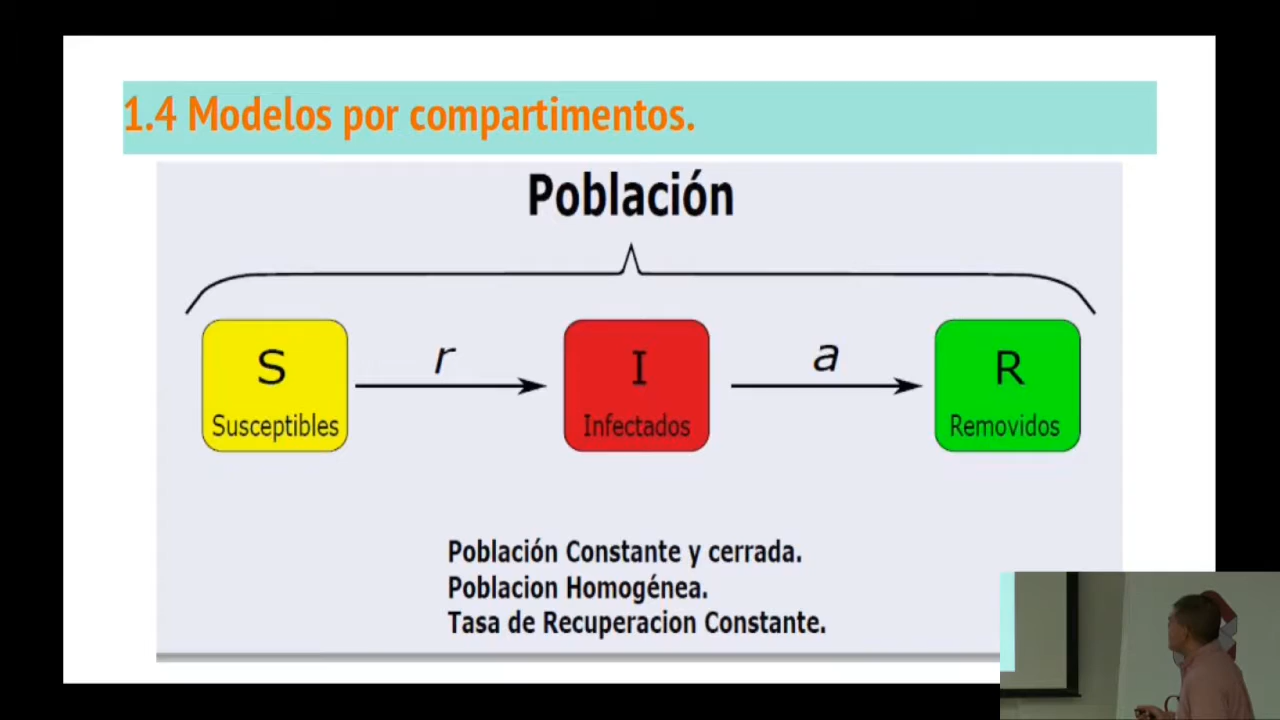 1.4 Modelos por compartimentos.
Población
S
Susceptibles
r
I
Infectados
a
R
Removidos
Población Constante y cerrada.
Poblacion Homogénea.
Tasa de Recuperacion Constante.